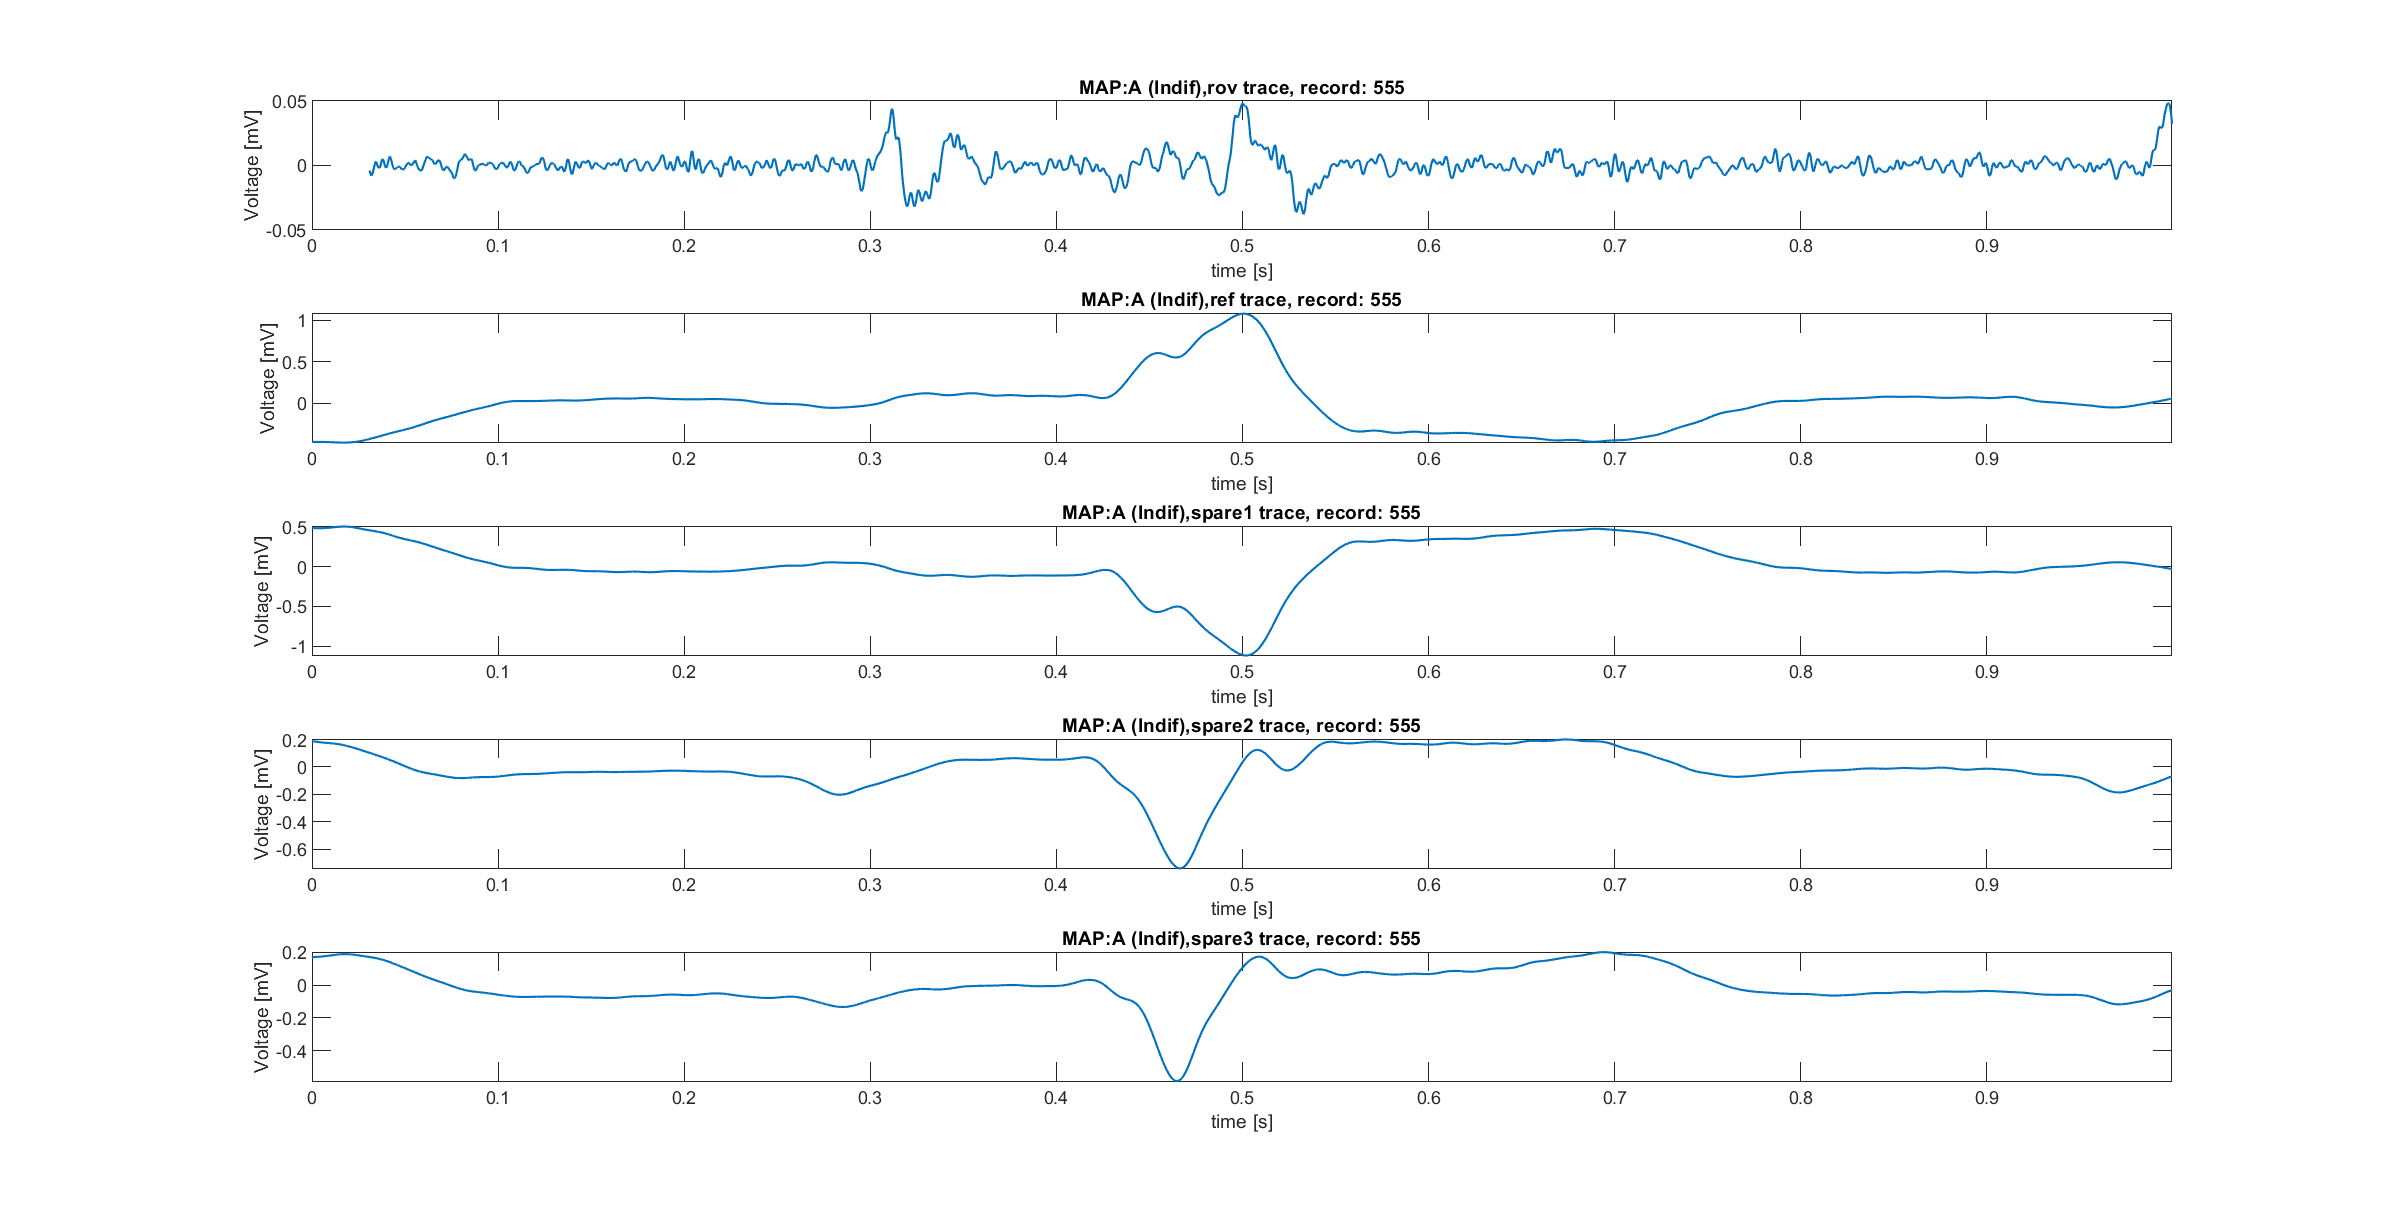 MAP:A (Indif),rov trace, record: 555
Voltage [mV]
0.05
0
-0.05
0 0.1 0.2 0.3 0.4 0.5 0.6 0.7 0.8 0.9
time [s]
MAP:A (Indif),ref trace, record: 555
Voltage [mV]
1
0.5
0
0 0.1 0.2 0.3 0.4 0.5 0.6 0.7 0.8 0.9
time [s]
MAP:A (Indif),spare1 trace, record: 555
Voltage [mV]
0.5
0
-0.5
-1
0 0.1 0.2 0.3 0.4 0.5 0.6 0.7 0.8 0.9
time [s]
MAP:A (Indif),spare2 trace, record: 555
Voltage [mV]
0.2
0
-0.2
-0.4
-0.6
0 0.1 0.2 0.3 0.4 0.5 0.6 0.7 0.8 0.9
time [s]
MAP:A (Indif),spare3 trace, record: 555
Voltage [mV]
0.2
0
-0.2
-0.4
0 0.1 0.2 0.3 0.4 0.5 0.6 0.7 0.8 0.9
time [s]